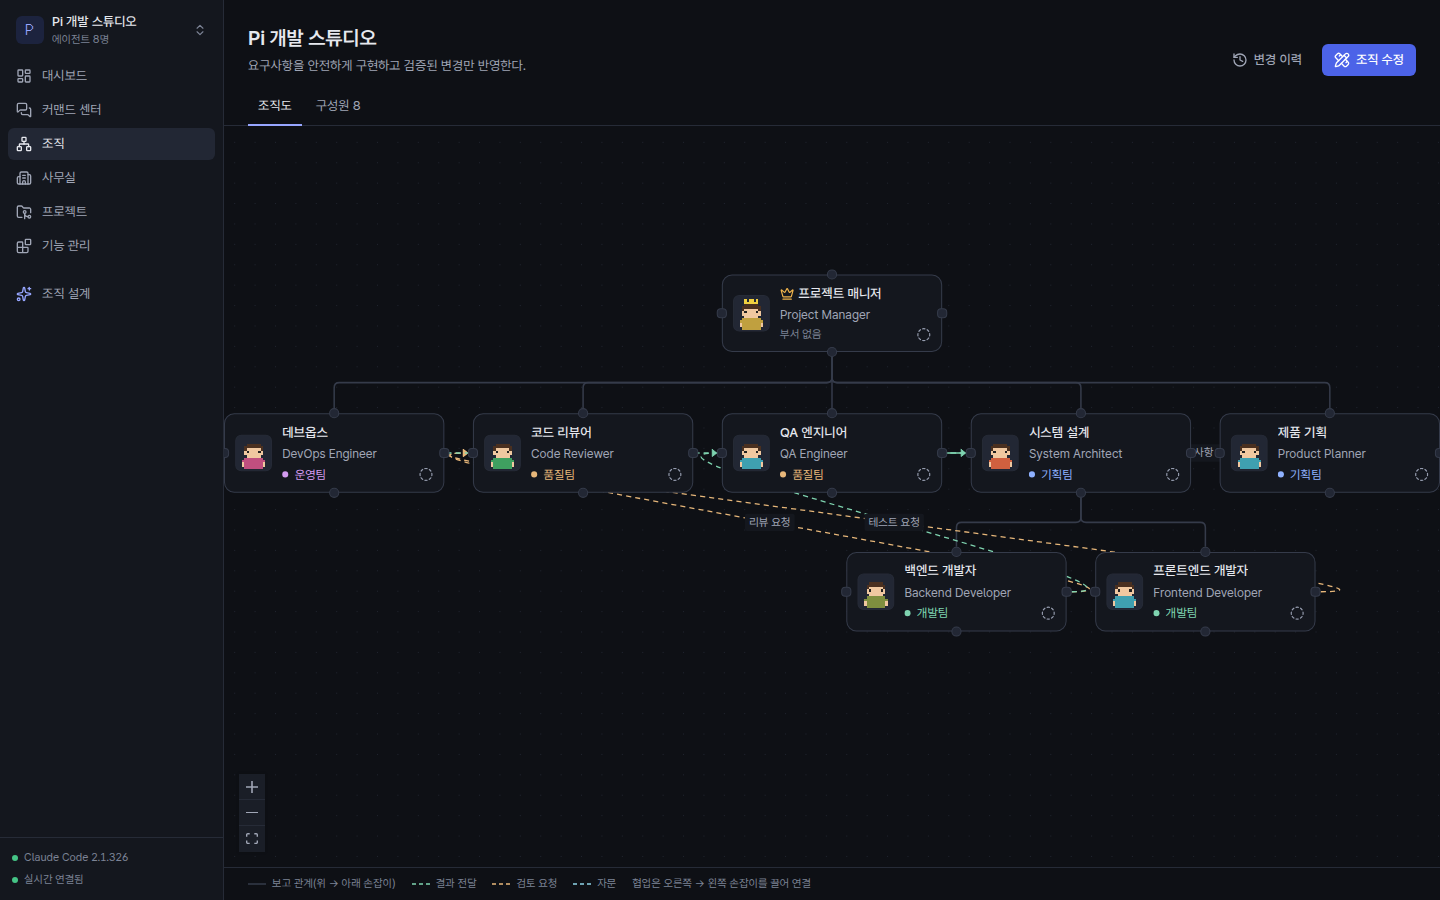 P
Pi 개발 스튜디오
에이전트 8명
대시보드
커맨드 센터
조직
사무실
프로젝트
기능 관리
조직 설계
Claude Code 2.1.326
실시간 연결됨
Pi 개발 스튜디오
요구사항을 안전하게 구현하고 검증된 변경만 반영한다.
변경 이력
조직 수정
조직도
구성원 8
프로젝트 매니저
Project Manager
부서 없음
데브옵스
DevOps Engineer
운영팀
코드 리뷰어
Code Reviewer
품질팀
QA 엔지니어
QA Engineer
품질팀
시스템 설계
System Architect
기획팀
사항
제품 기획
Product Planner
기획팀
리뷰 요청
테스트 요청
백엔드 개발자
Backend Developer
개발팀
프론트엔드 개발자
Frontend Developer
개발팀
보고 관계(위 → 아래 손잡이)
결과 전달
검토 요청
자문
협업은 오른쪽 → 왼쪽 손잡이를 끌어 연결